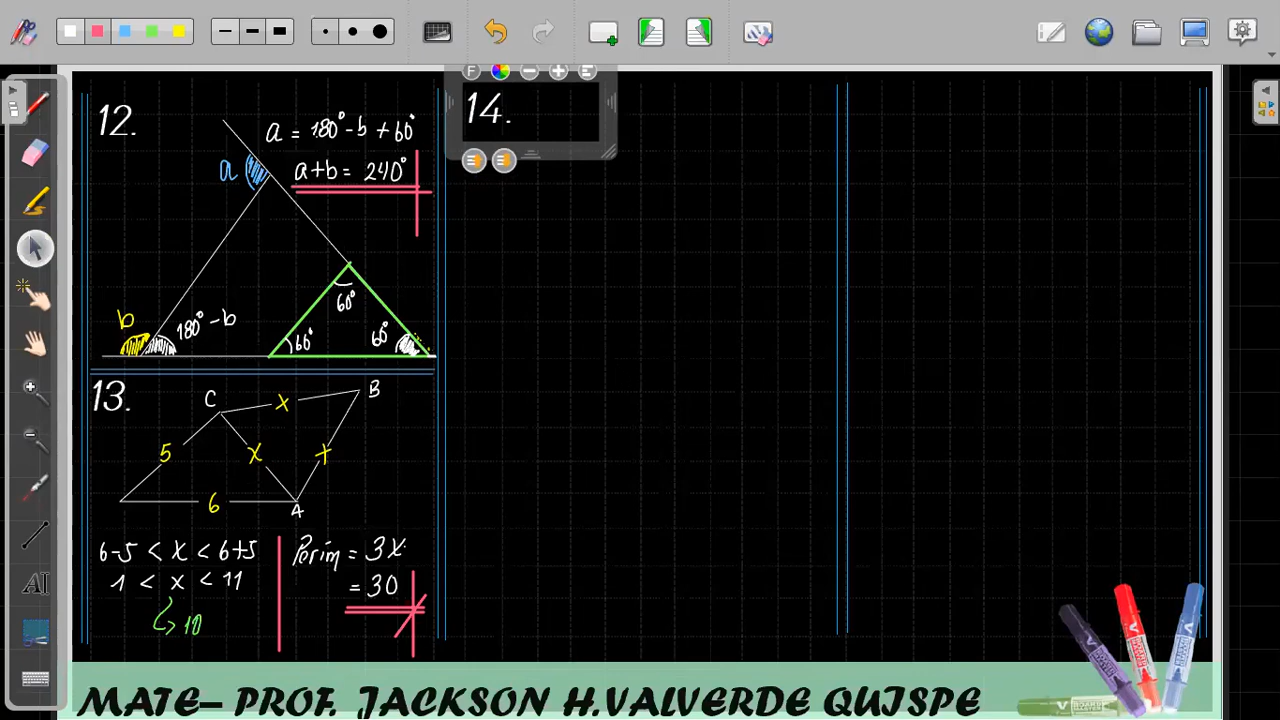 12.
a = 180° - b + 60°
a + b = 240°
a
b
180° - b
60°
60°
60°
13.
C
B
x
x
x
5
6
A
6-5 < x < 6+5
1 < x < 11
10
Perim = 3x
= 30
14.
F
AI
MATE– PROF. JACKSON H.VALVERDE QUISPE